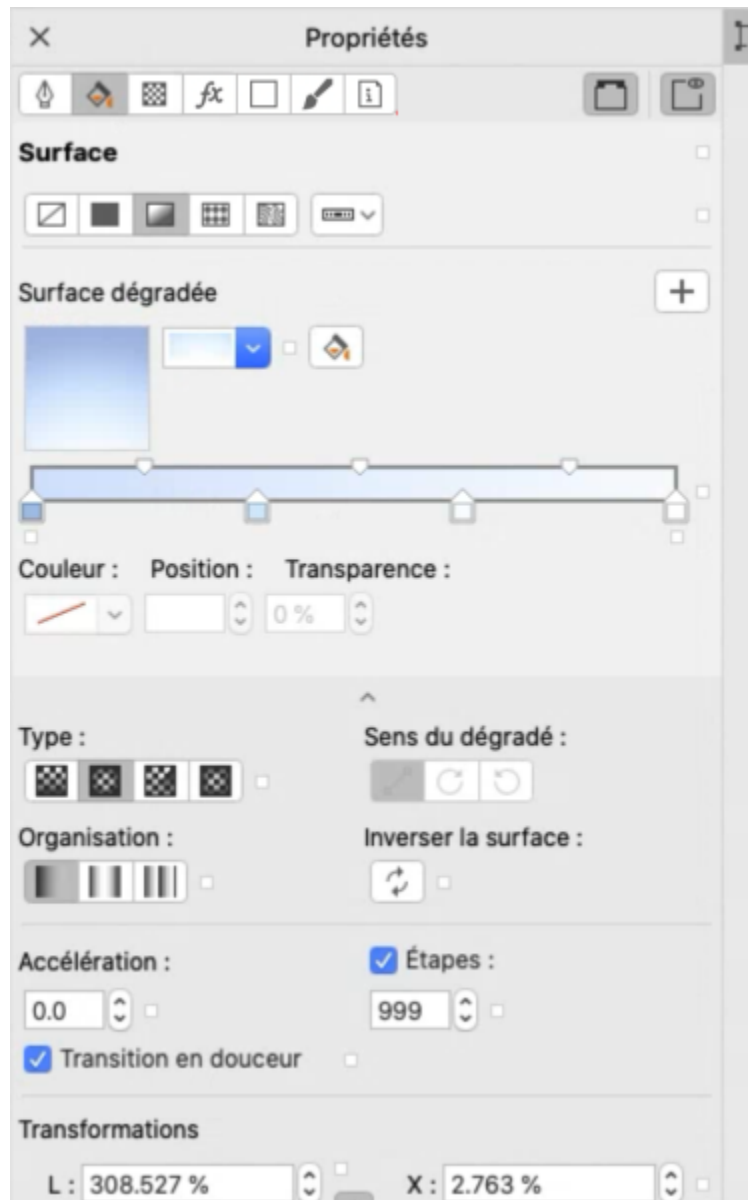 Propriétés
fx
Surface
Surface dégradée
Couleur : Position : Transparence :
0 %
Type : Sens du dégradé :
Organisation : Inverser la surface :
Accélération : Étapes :
0.0 999
Transition en douceur
Transformations
L : 308.527 % X : 2.763 %